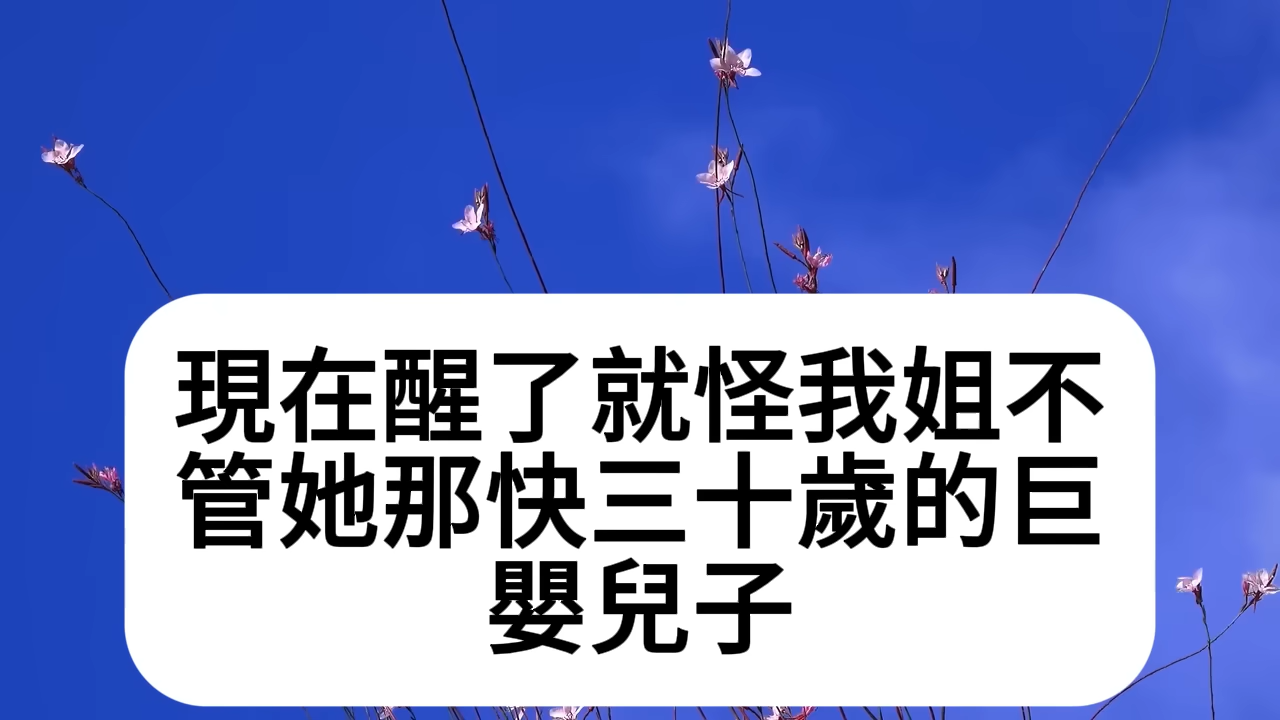 現在醒了就怪我姐不
管她那快三十歲的巨
嬰兒子